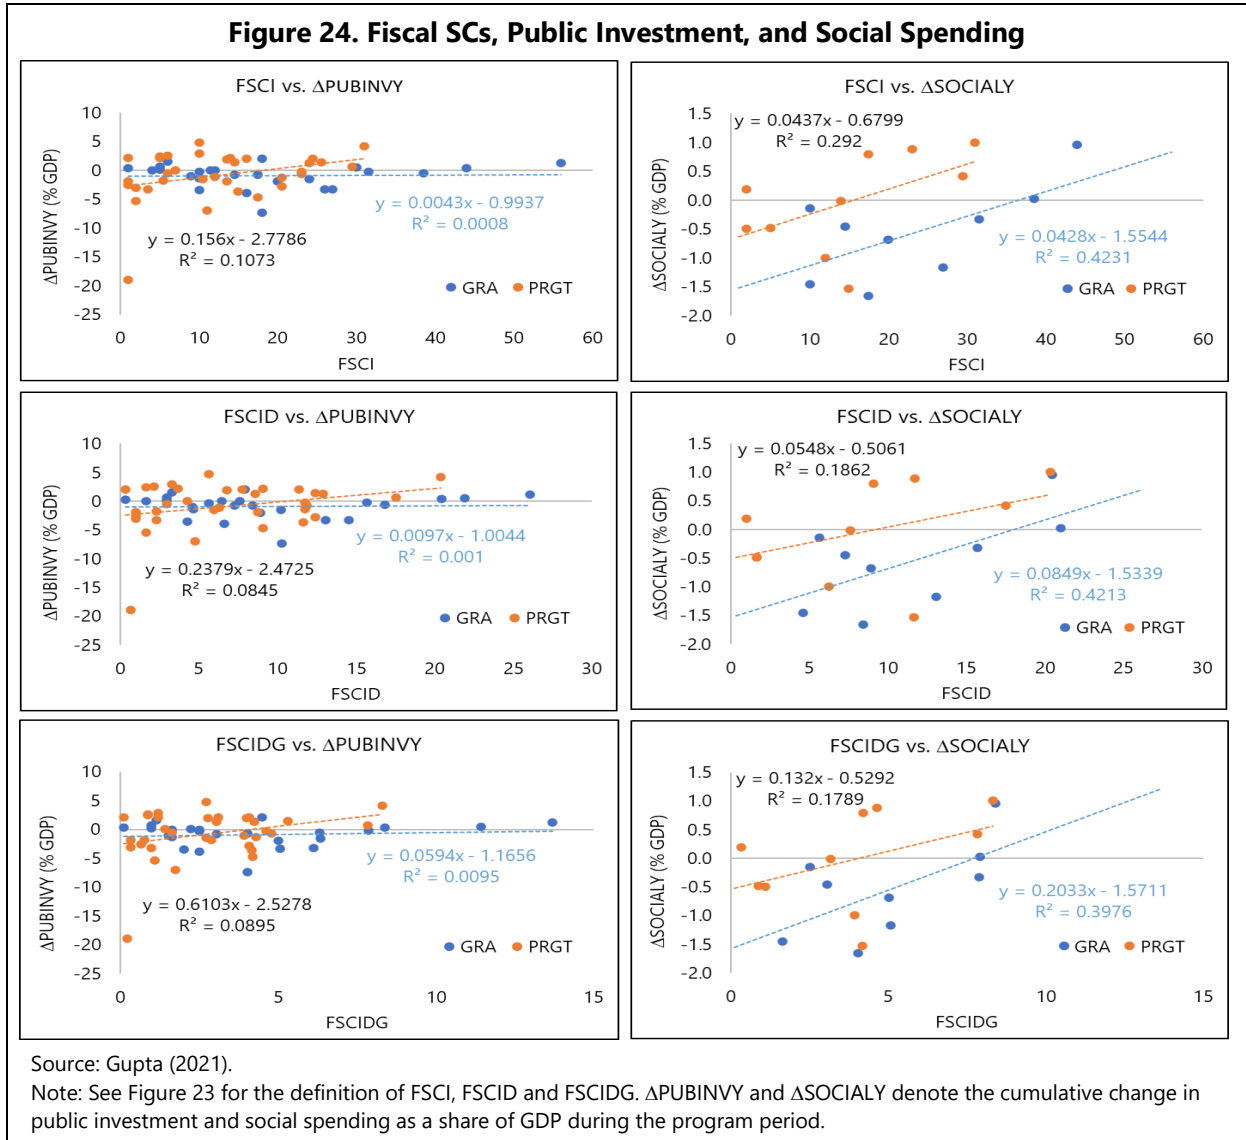 Figure 24. Fiscal SCs, Public Investment, and Social Spending
FSCI vs. ΔPUBINVY
ΔPUBINVY (% GDP)
10
5
0
-5
-10
-15
-20
-25
y = 0.0043x - 0.9937
R² = 0.0008
y = 0.156x - 2.7786
R² = 0.1073
GRA PRGT
0 10 20 30 40 50 60
FSCI
FSCI vs. ΔSOCIALY
ΔSOCIALY (% GDP)
1.5
1.0
0.5
0.0
-0.5
-1.0
-1.5
-2.0
y = 0.0437x - 0.6799
R² = 0.292
y = 0.0428x - 1.5544
R² = 0.4231
GRA PRGT
0 10 20 30 40 50 60
FSCI
FSCID vs. ΔPUBINVY
ΔPUBINVY (% GDP)
10
5
0
-5
-10
-15
-20
-25
y = 0.0097x - 1.0044
R² = 0.001
y = 0.2379x - 2.4725
R² = 0.0845
GRA PRGT
0 5 10 15 20 25 30
FSCID
FSCID vs. ΔSOCIALY
ΔSOCIALY (% GDP)
1.5
1.0
0.5
0.0
-0.5
-1.0
-1.5
-2.0
y = 0.0548x - 0.5061
R² = 0.1862
y = 0.0849x - 1.5339
R² = 0.4213
GRA PRGT
0 5 10 15 20 25 30
FSCID
FSCIDG vs. ΔPUBINVY
ΔPUBINVY (% GDP)
10
5
0
-5
-10
-15
-20
-25
y = 0.0594x - 1.1656
R² = 0.0095
y = 0.6103x - 2.5278
R² = 0.0895
GRA PRGT
0 5 10 15
FSCIDG
FSCIDG vs. ΔSOCIALY
ΔSOCIALY (% GDP)
1.5
1.0
0.5
0.0
-0.5
-1.0
-1.5
-2.0
y = 0.132x - 0.5292
R² = 0.1789
y = 0.2033x - 1.5711
R² = 0.3976
GRA PRGT
0 5 10 15
FSCIDG
Source: Gupta (2021).
Note: See Figure 23 for the definition of FSCI, FSCID and FSCIDG. ΔPUBINVY and ΔSOCIALY denote the cumulative change in
public investment and social spending as a share of GDP during the program period.